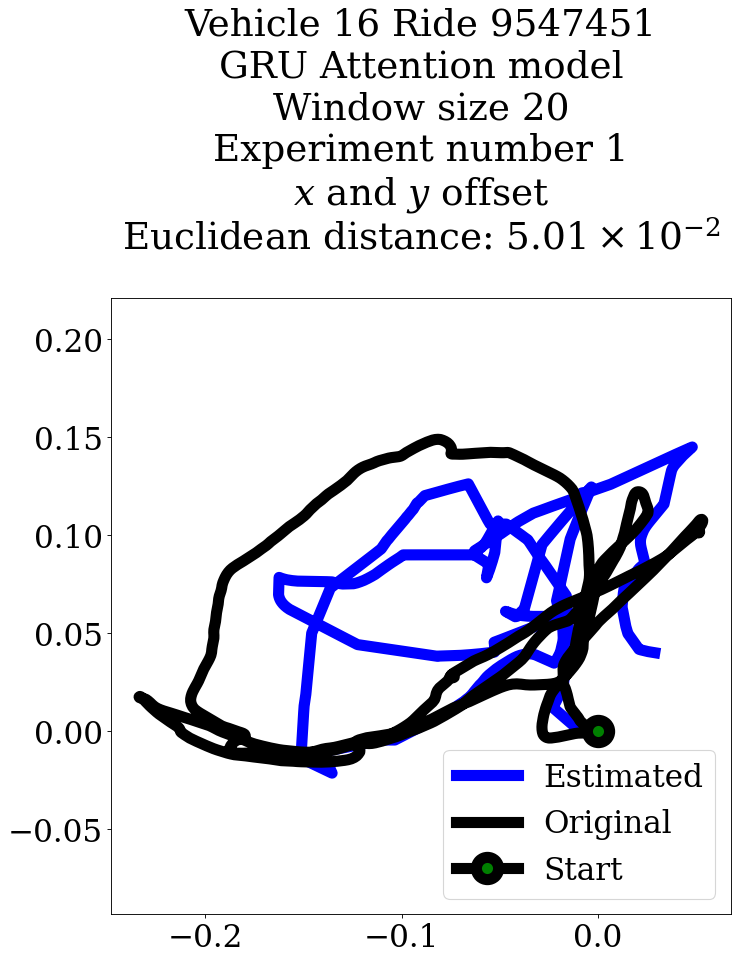 Vehicle 16 Ride 9547451
GRU Attention model
Window size 20
Experiment number 1
x and y offset
Euclidean distance: 5.01 × 10⁻²
0.20
0.15
0.10
0.05
0.00
−0.05
Estimated
Original
Start
−0.2
−0.1
0.0